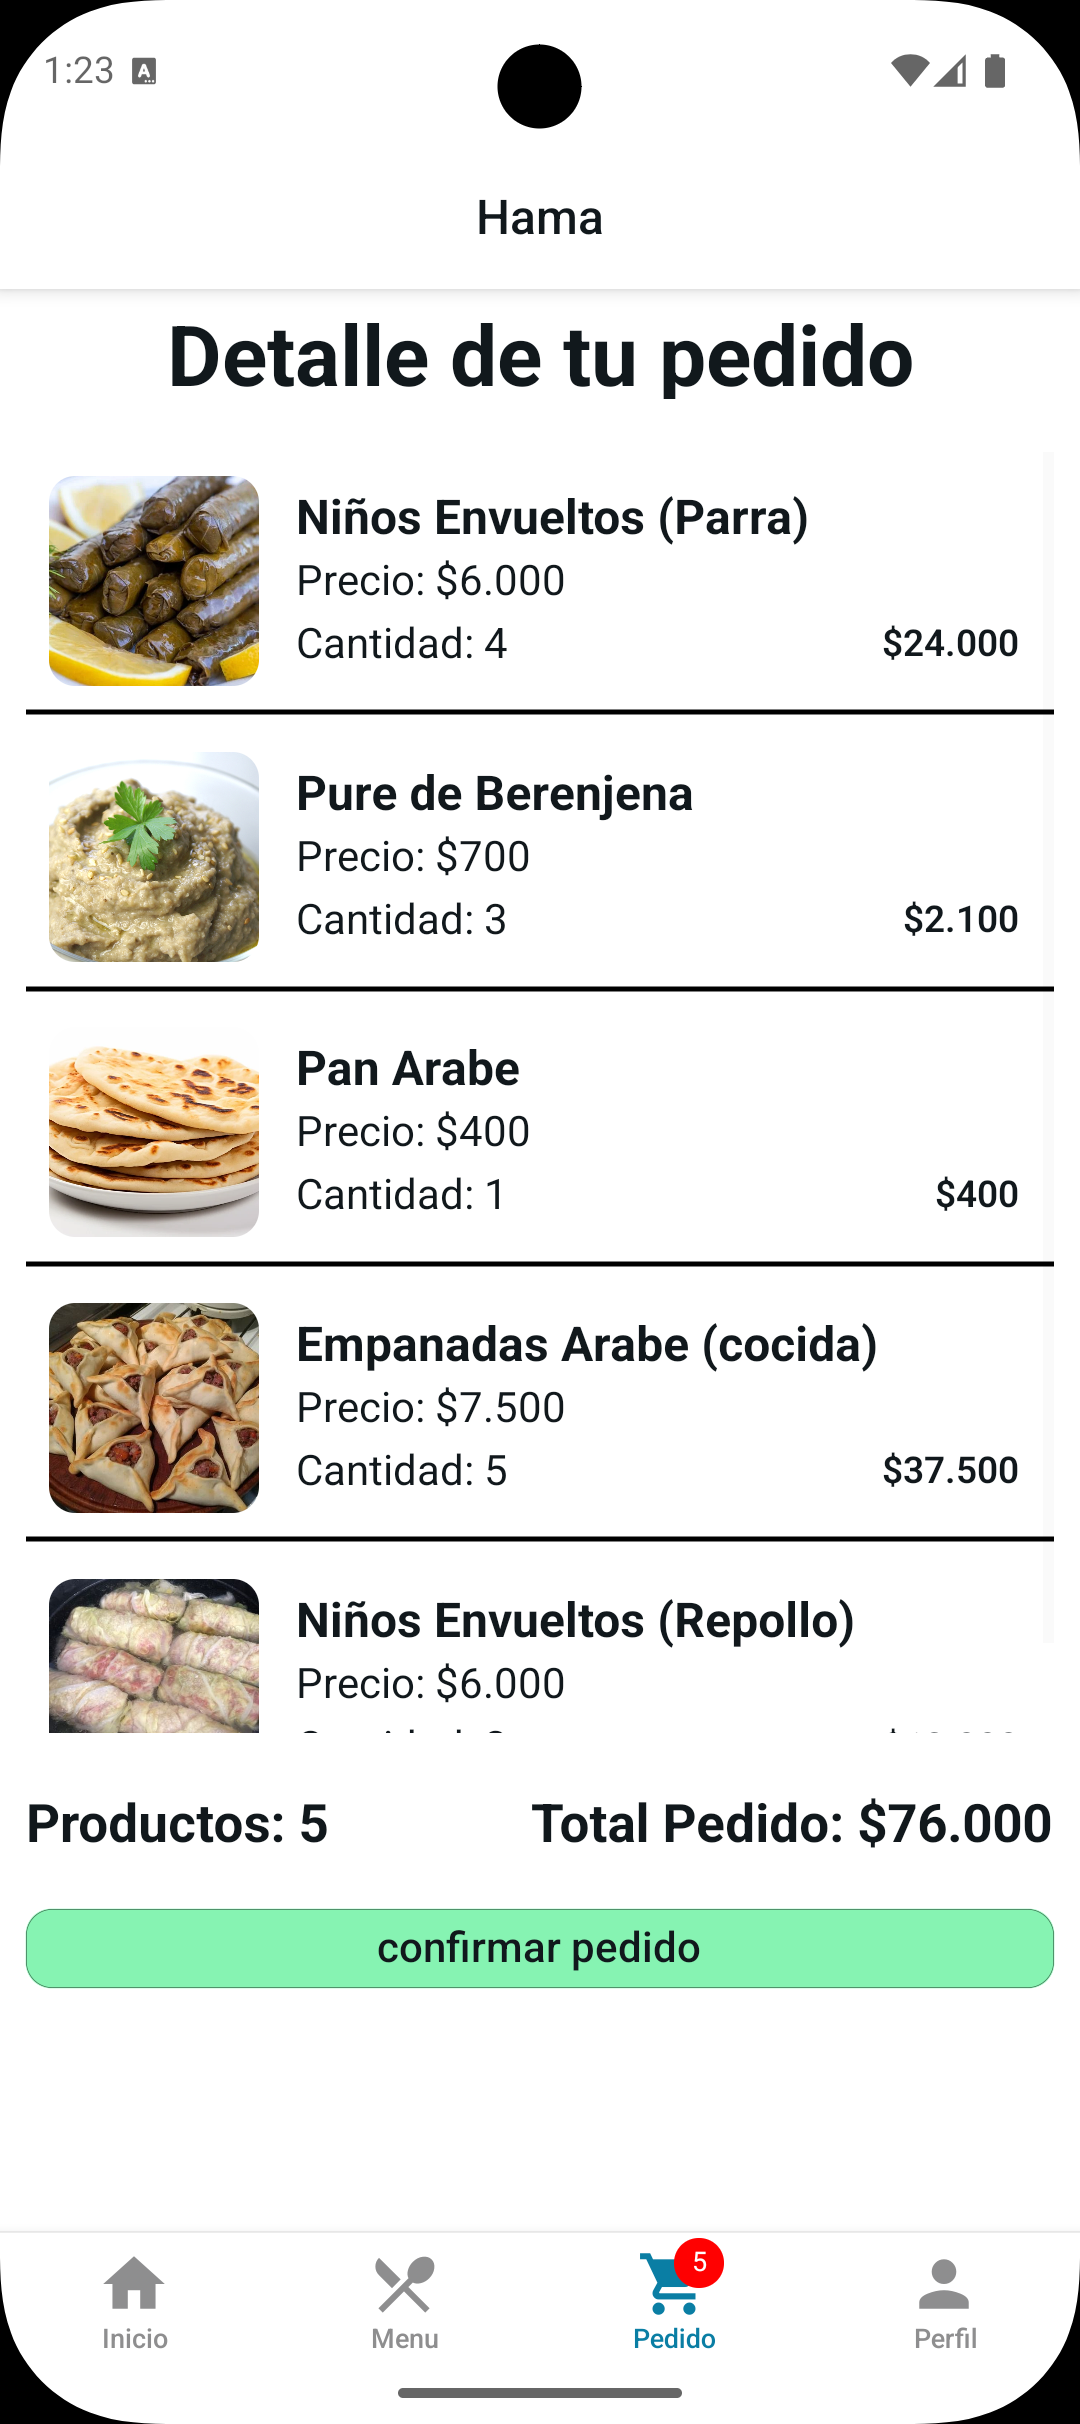 1:23
Hama
Detalle de tu pedido
Niños Envueltos (Parra)
Precio: $6.000
Cantidad: 4
$24.000
Pure de Berenjena
Precio: $700
Cantidad: 3
$2.100
Pan Arabe
Precio: $400
Cantidad: 1
$400
Empanadas Arabe (cocida)
Precio: $7.500
Cantidad: 5
$37.500
Niños Envueltos (Repollo)
Precio: $6.000
Productos: 5
Total Pedido: $76.000
confirmar pedido
5
Inicio
Menu
Pedido
Perfil